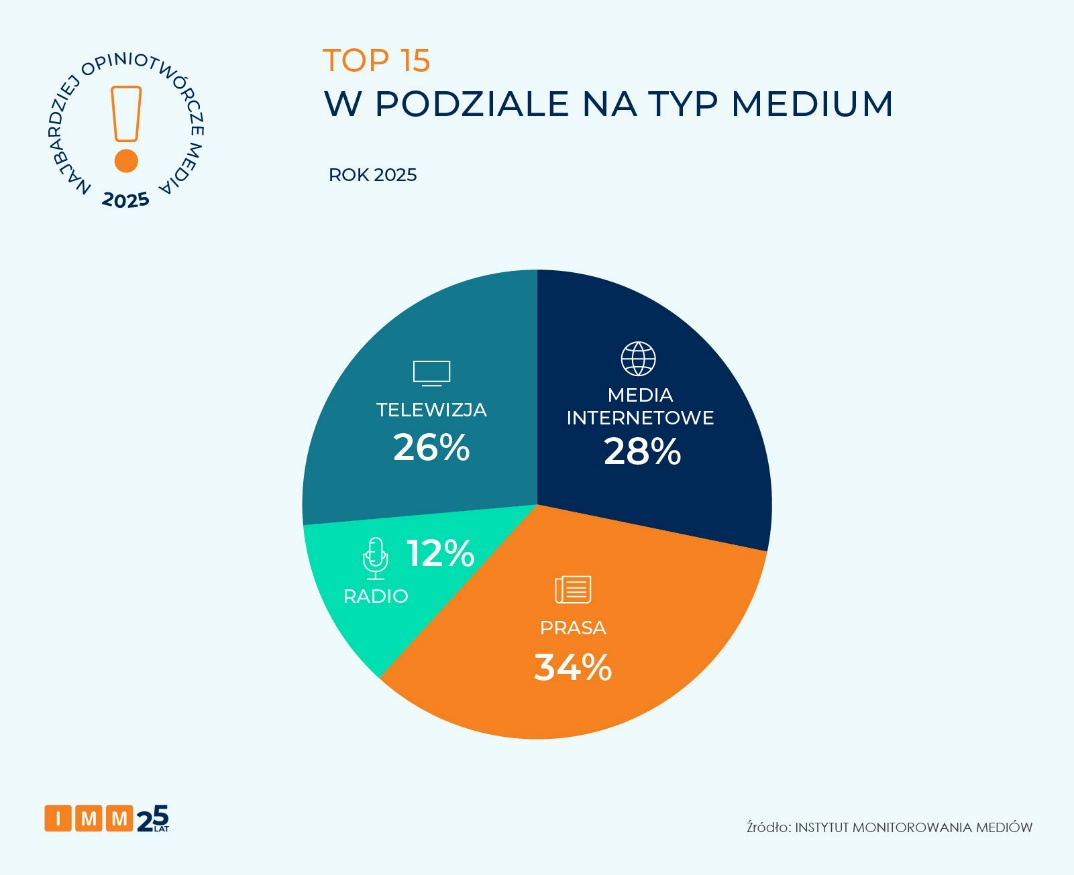 NAJBARDZIEJ OPINIOTWÓRCZE MEDIA
2025
TOP 15
W PODZIALE NA TYP MEDIUM
ROK 2025
TELEWIZJA
26%
MEDIA
INTERNETOWE
28%
12%
RADIO
PRASA
34%
IMM 25
LAT
Źródło: INSTYTUT MONITOROWANIA MEDIÓW